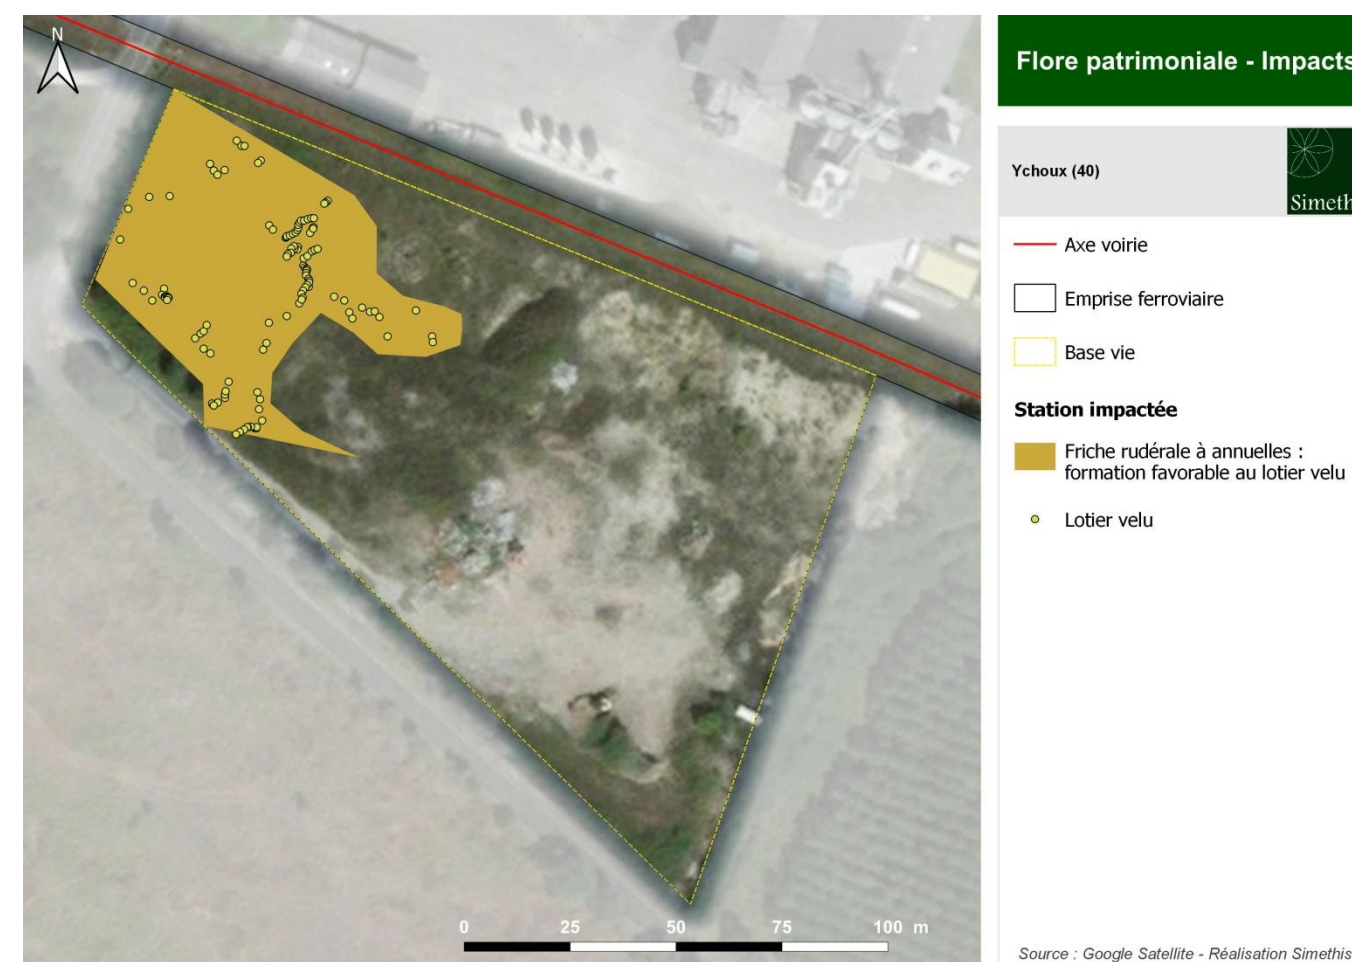 N
Flore patrimoniale - Impacts
Ychoux (40)
Simeth
Axe voirie
Emprise ferroviaire
Base vie
Station impactée
Friche rudérale à annuelles :
formation favorable au lotier velu
Lotier velu
0 25 50 75 100 m
Source : Google Satellite - Réalisation Simethis